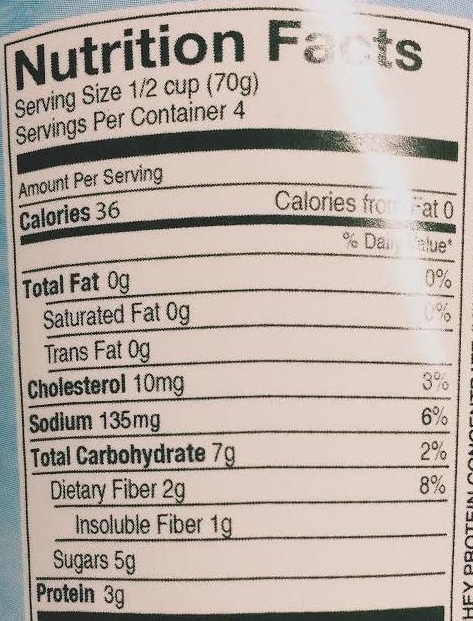 Nutrition Facts
Serving Size 1/2 cup (70g)
Servings Per Container 4
Amount Per Serving
Calories 36 Calories from Fat 0
% Daily Value*
Total Fat 0g 0%
Saturated Fat 0g 0%
Trans Fat 0g
Cholesterol 10mg 3%
Sodium 135mg 6%
Total Carbohydrate 7g 2%
Dietary Fiber 2g 8%
Insoluble Fiber 1g
Sugars 5g
Protein 3g
PROTEIN